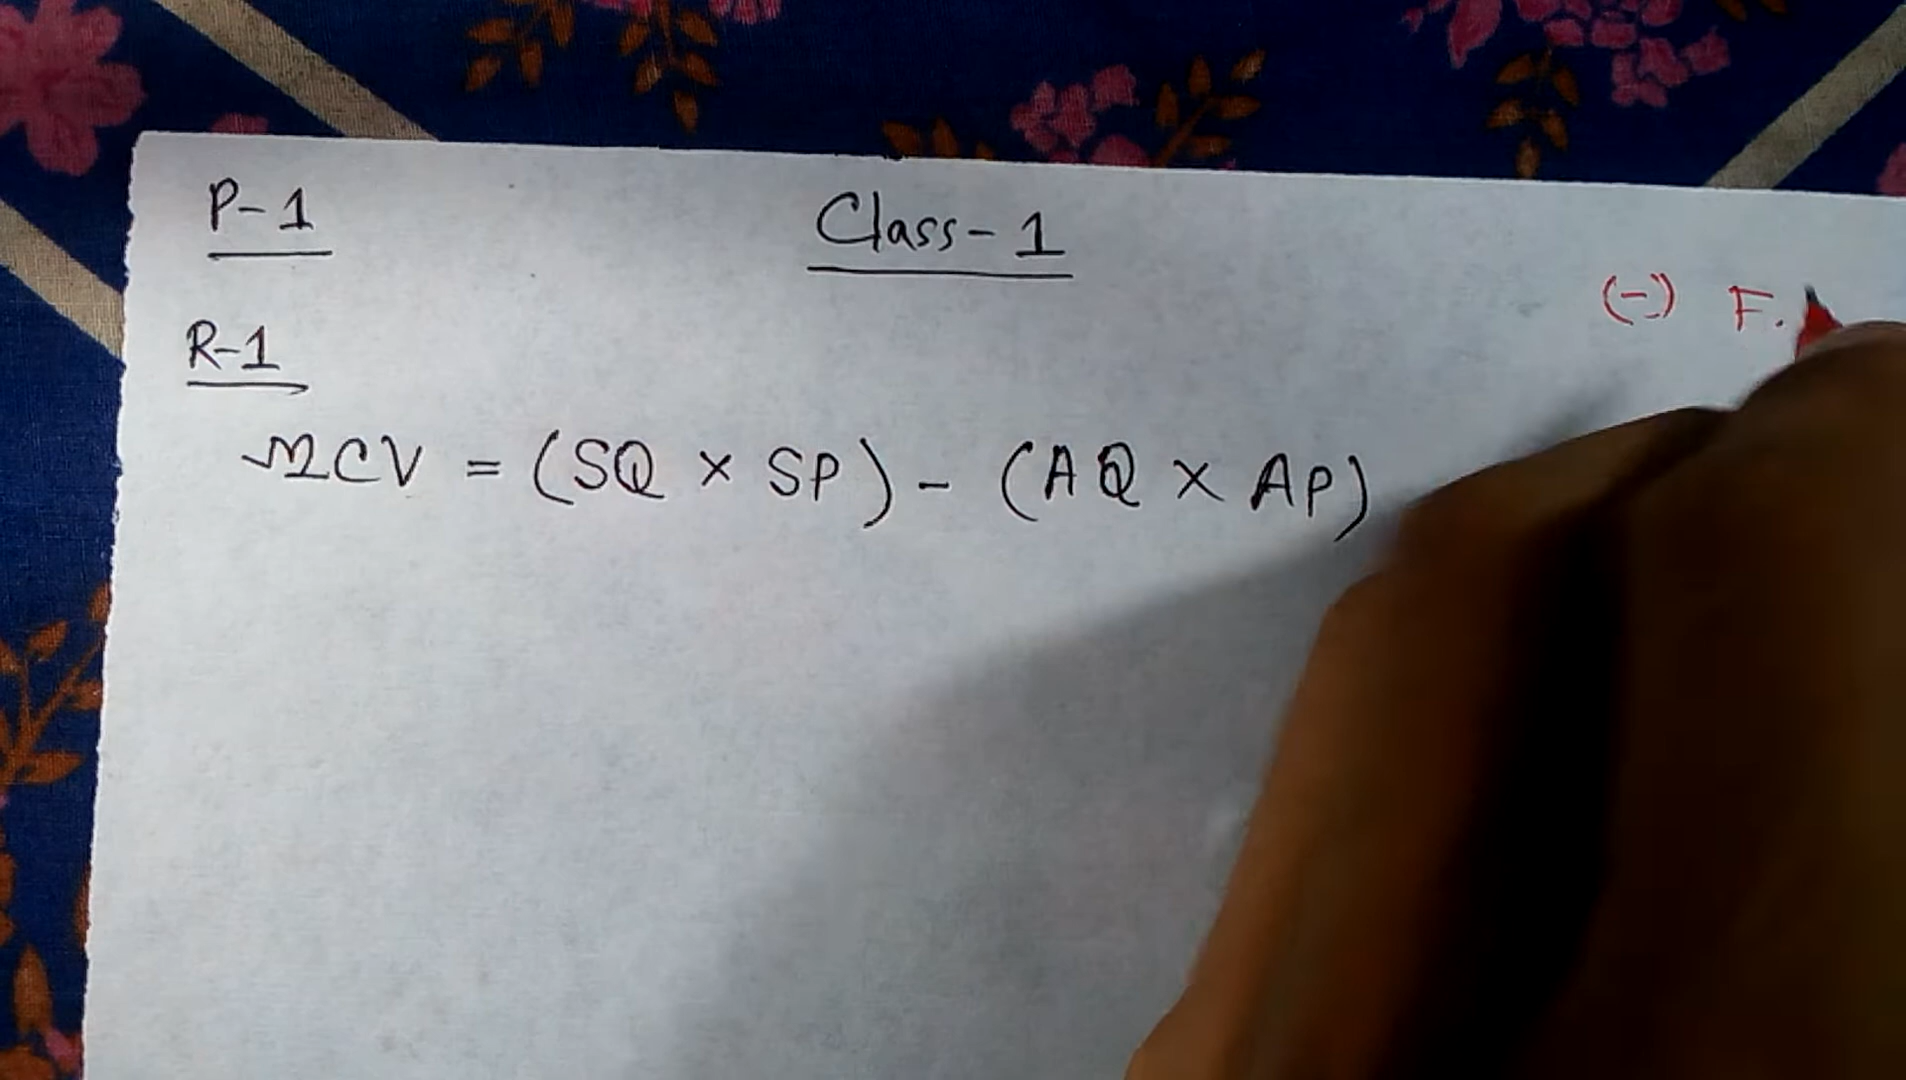 P-1
Class-1
(-) F.
R-1
MCV = (SQ × SP) - (AQ × AP)